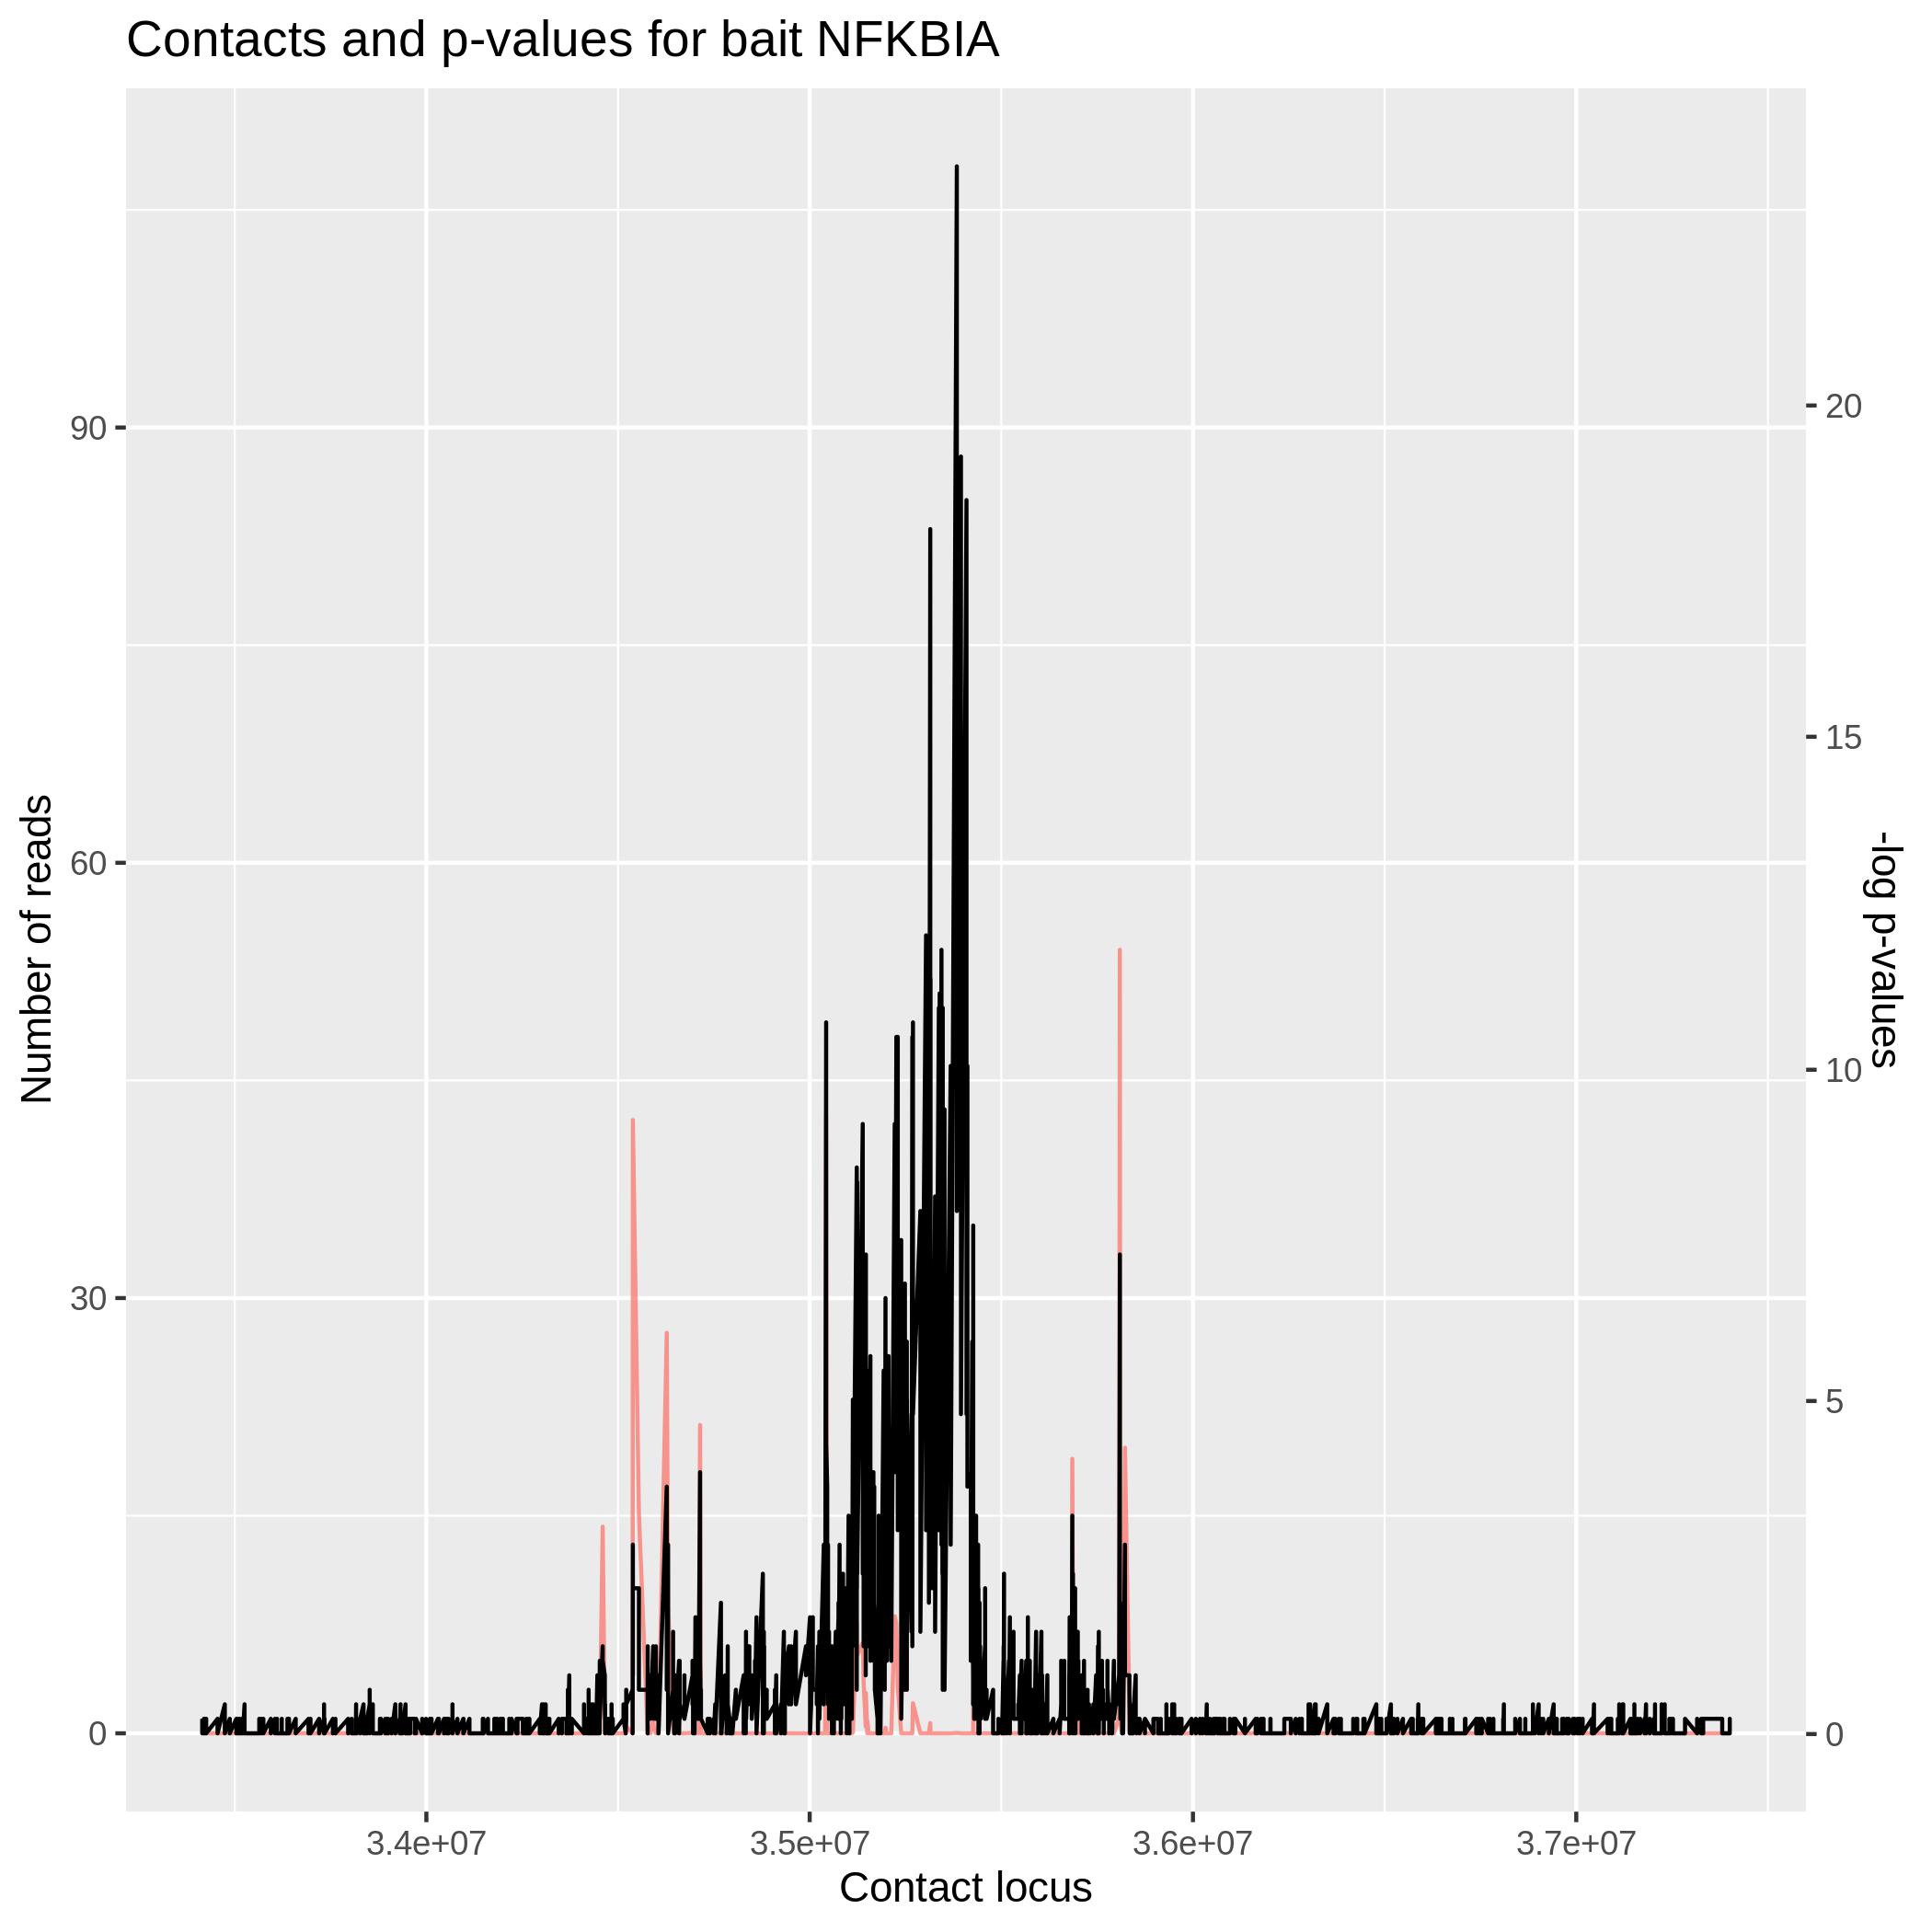 Contacts and p-values for bait NFKBIA
Number of reads
90
60
30
0
20
15
10
5
0
-log p-values
3.4e+07
3.5e+07
3.6e+07
3.7e+07
Contact locus